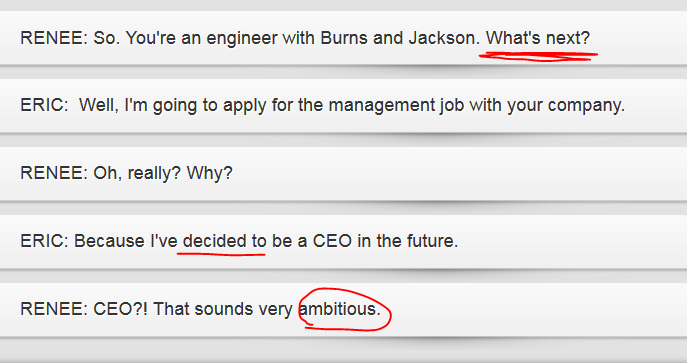 RENEE: So. You're an engineer with Burns and Jackson. What's next?
ERIC:  Well, I'm going to apply for the management job with your company.
RENEE: Oh, really? Why?
ERIC: Because I've decided to be a CEO in the future.
RENEE: CEO?! That sounds very ambitious.